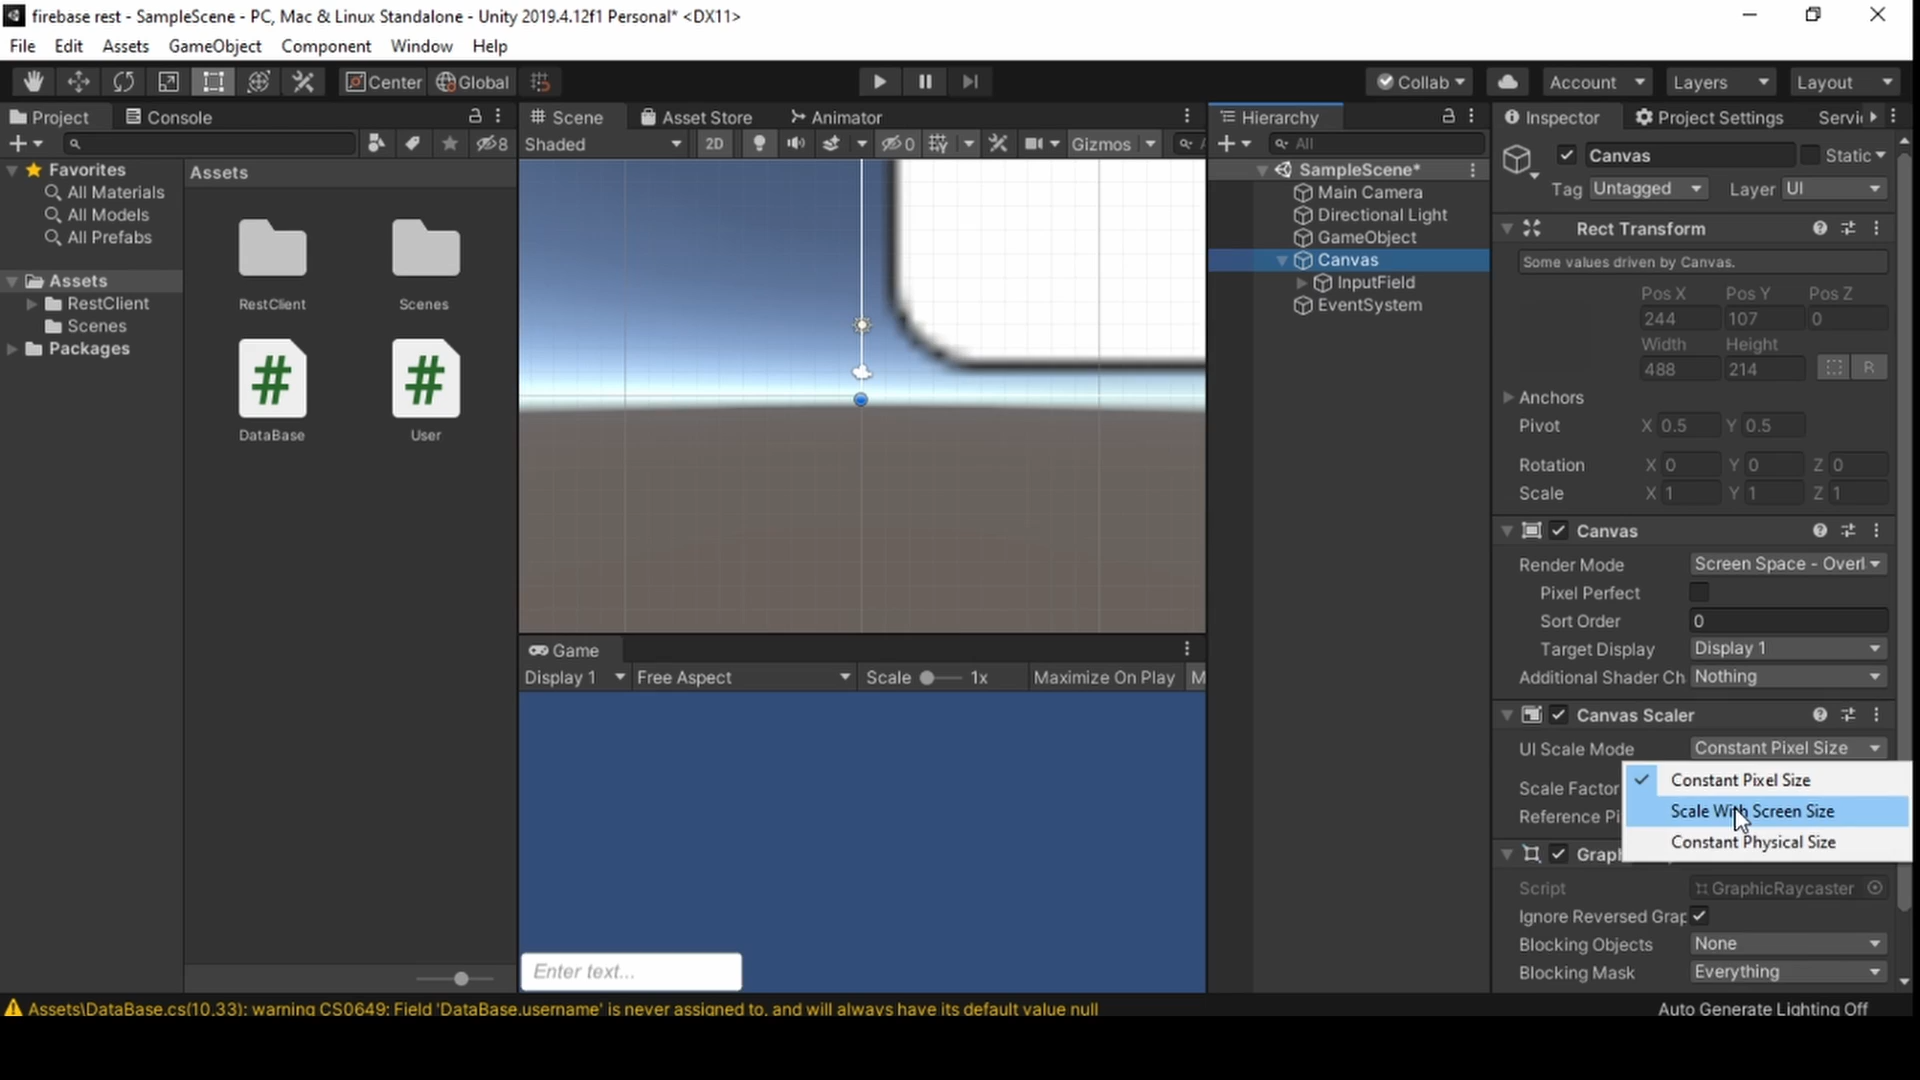 firebase rest - SampleScene - PC, Mac & Linux Standalone - Unity 2019.4.12f1 Personal* <DX11>
File Edit Assets GameObject Component Window Help
Center Global Collab Account Layers Layout
Project Console
Scene Asset Store Animator
Hierarchy
Inspector Project Settings
8
Shaded 2D 0 Gizmos
All
Canvas Static
Tag Untagged Layer UI
Favorites
All Materials
All Models
All Prefabs
Assets
RestClient
Scenes
Packages
Assets
RestClient Scenes
DataBase User
SampleScene*
Main Camera
Directional Light
GameObject
Canvas
InputField
EventSystem
Rect Transform
Some values driven by Canvas.
Pos X Pos Y Pos Z
244 107 0
Width Height
488 214
R
Anchors
Pivot X 0.5 Y 0.5
Rotation X 0 Y 0 Z 0
Scale X 1 Y 1 Z 1
Canvas
Render Mode Screen Space - Overl
Pixel Perfect
Sort Order 0
Target Display Display 1
Additional Shader Ch Nothing
Canvas Scaler
UI Scale Mode Constant Pixel Size
Constant Pixel Size
Scale With Screen Size
Constant Physical Size
Scale Factor
Reference Pi
Graph
Script GraphicRaycaster
Ignore Reversed Grap
Blocking Objects None
Blocking Mask Everything
Game
Display 1 Free Aspect Scale 1x Maximize On Play M
Enter text...
Assets\DataBase.cs(10,33): warning CS0649: Field 'DataBase.username' is never assigned to, and will always have its default value null
Auto Generate Lighting Off